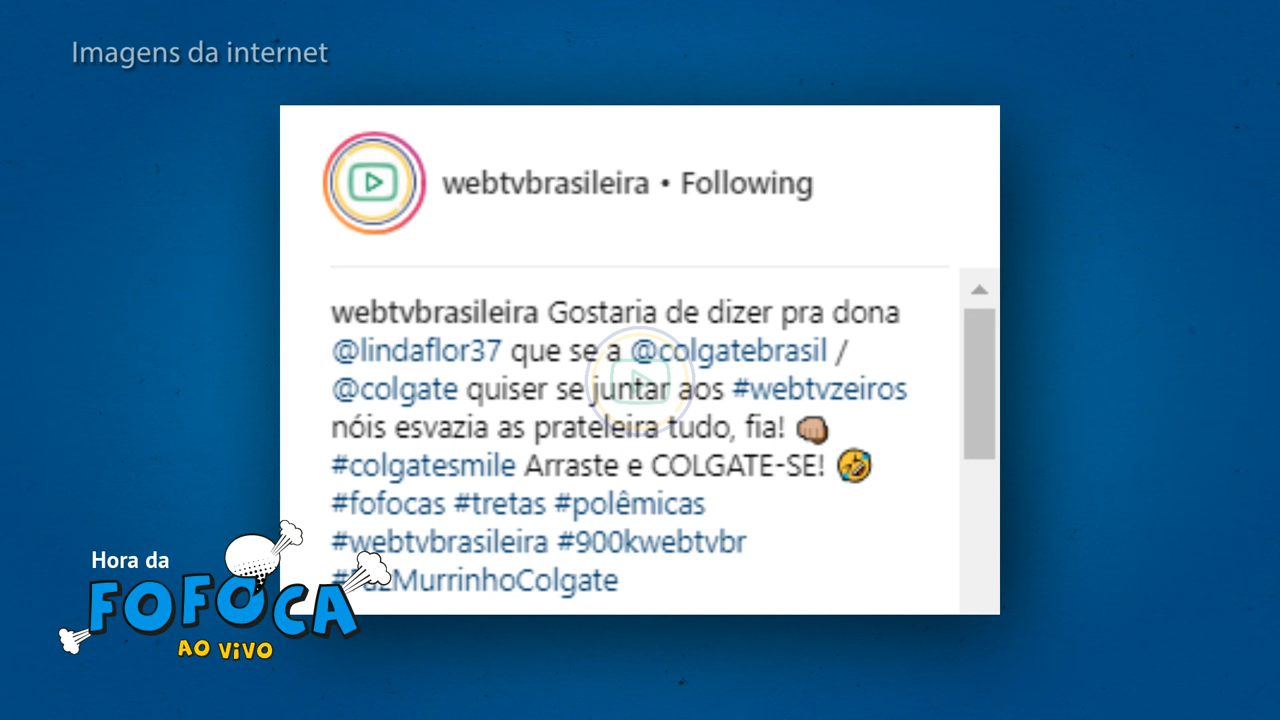 Imagens da internet
webtvbrasileira • Following
webtvbrasileira Gostaria de dizer pra dona
@lindaflor37 que se a @colgatebrasil /
@colgate quiser se juntar aos #webtvzeiros
nóis esvazia as prateleira tudo, fia! 👊🏽
#colgatesmile Arraste e COLGATE-SE! 🤣
#fofocas #tretas #polêmicas
#webtvbrasileira #900kwebtvbr
Hora da
FOFOCA
AO VIVO